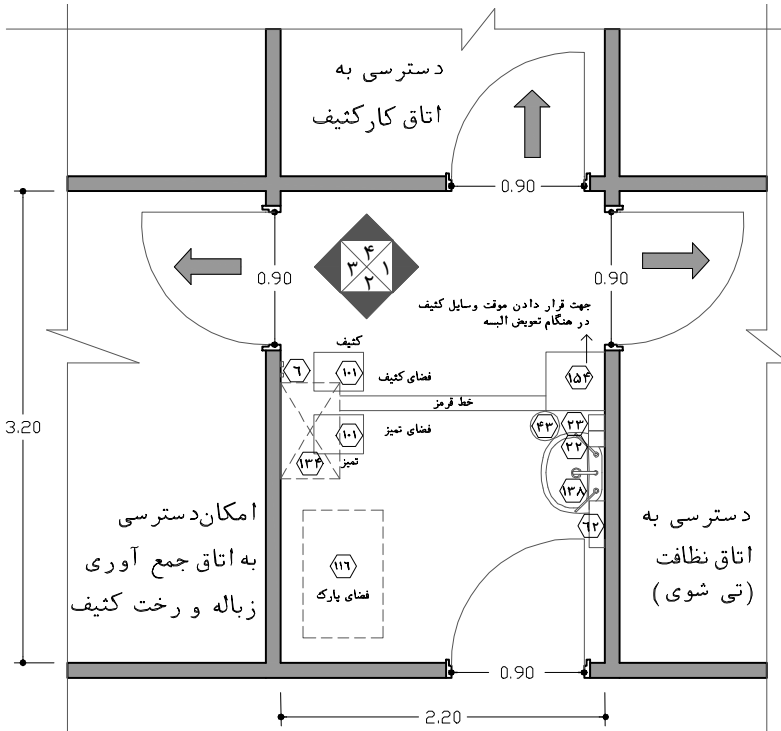 دسترسی به
اتاق کار کثیف
0.90
0.90
0.90
۴
۳ ۱
۲
جهت قرار دادن موقت وسایل کثیف
در هنگام تعویض البسه
کثیف
۶
۱۰۱
فضای کثیف
۱۵۴
خط قرمز
فضای تمیز
۱۰۱
تمیز
۱۳۴
۴۳
۲۳
۲۲
۱۳۸
۶۲
3.20
امکان دسترسی
به اتاق جمع آوری
زباله و رخت کثیف
دسترسی به
اتاق نظافت
(تی شوی)
۱۱۶
فضای پارک
0.90
2.20